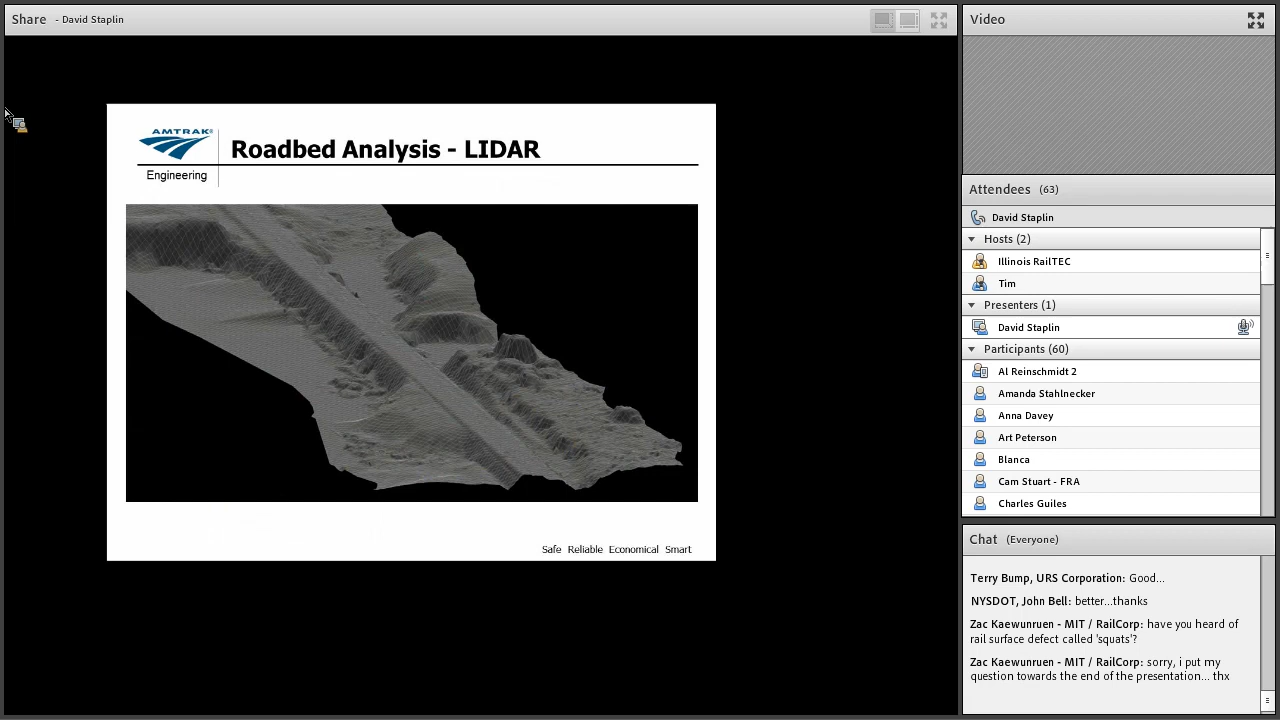 Share - David Staplin
AMTRAK®
Engineering
Roadbed Analysis - LIDAR
Safe Reliable Economical Smart
Video
Attendees (63)
David Staplin
Hosts (2)
Illinois RailTEC
Tim
Presenters (1)
David Staplin
Participants (60)
Al Reinschmidt 2
Amanda Stahlnecker
Anna Davey
Art Peterson
Blanca
Cam Stuart - FRA
Charles Guiles
Chat (Everyone)
Terry Bump, URS Corporation: Good...
NYSDOT, John Bell: better...thanks
Zac Kaewunruen - MIT / RailCorp: have you heard of
rail surface defect called 'squats'?
Zac Kaewunruen - MIT / RailCorp: sorry, i put my
question towards the end of the presentation... thx